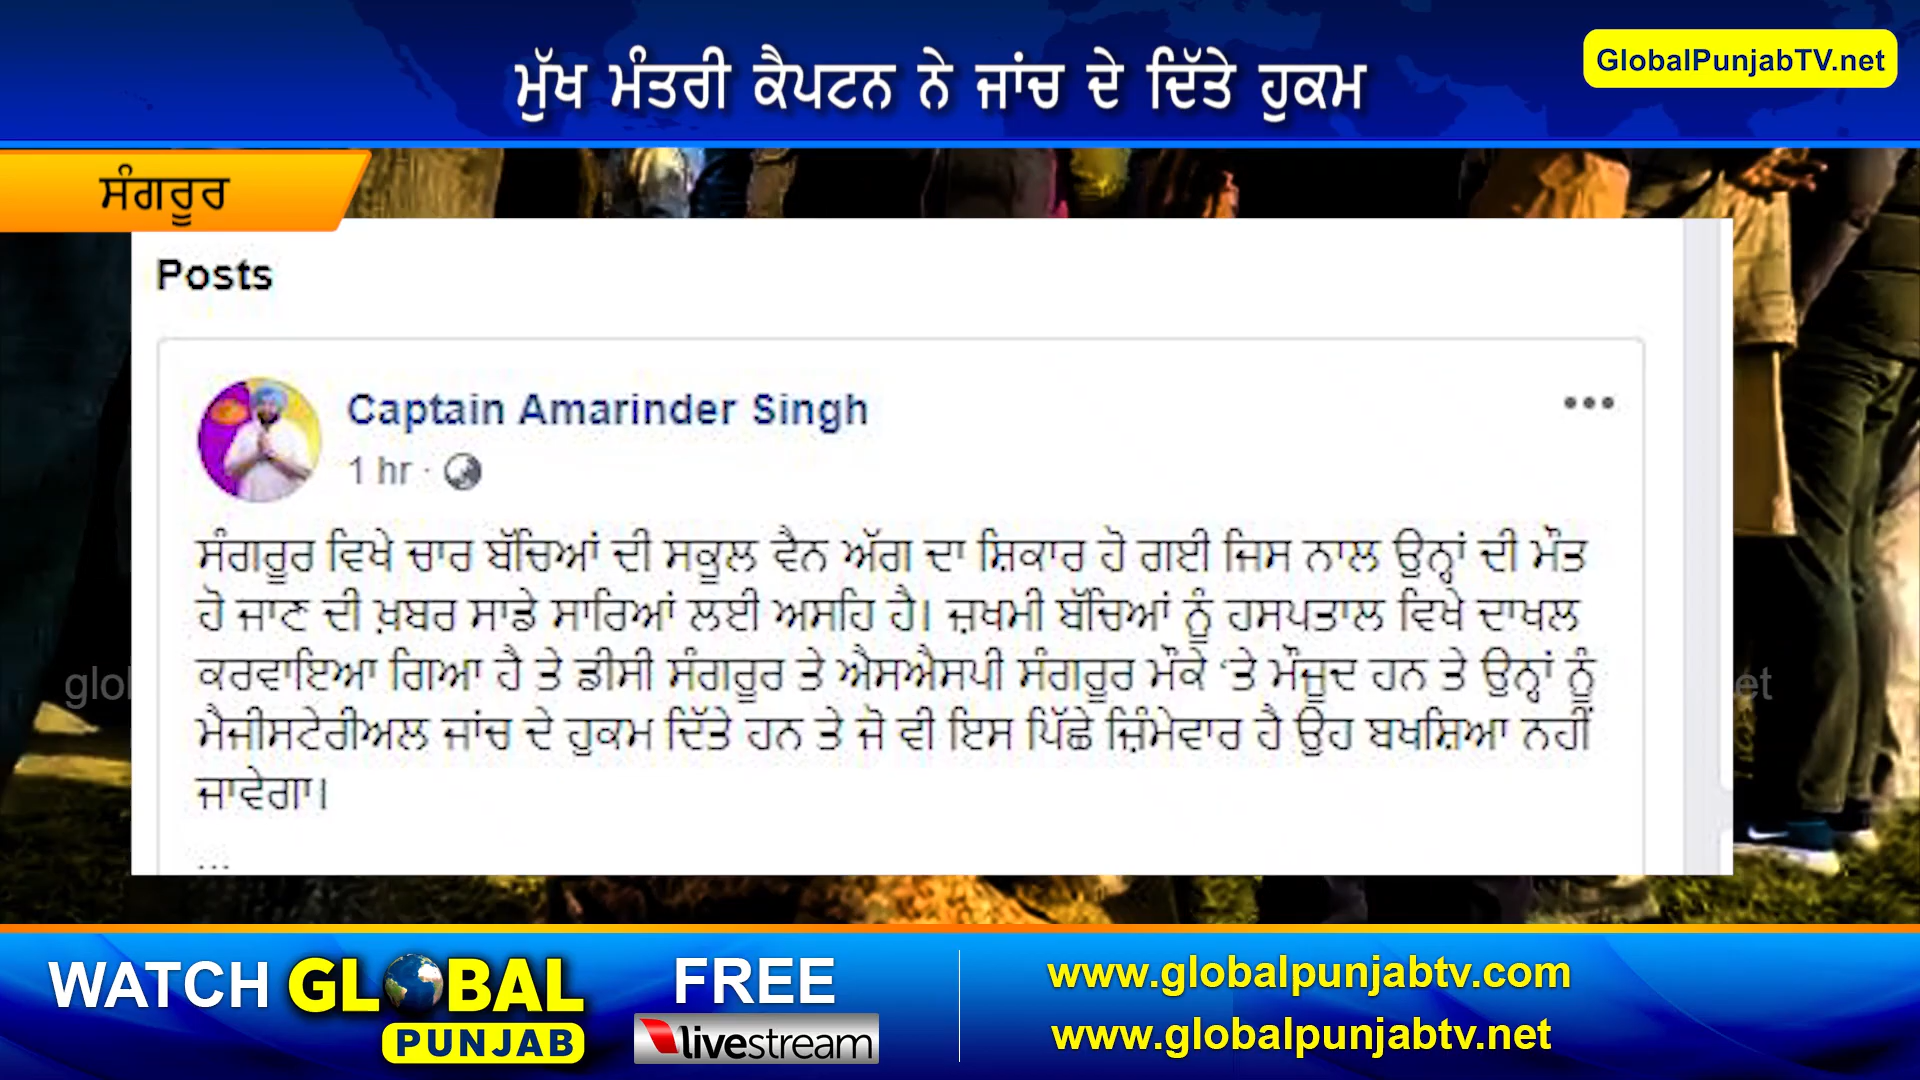 ਮੁੱਖ ਮੰਤਰੀ ਕੈਪਟਨ ਨੇ ਜਾਂਚ ਦੇ ਦਿੱਤੇ ਹੁਕਮ
GlobalPunjabTV.net
ਸੰਗਰੂਰ
Posts
Captain Amarinder Singh
1 hr ·
ਸੰਗਰੂਰ ਵਿਖੇ ਚਾਰ ਬੱਚਿਆਂ ਦੀ ਸਕੂਲ ਵੈਨ ਅੱਗ ਦਾ ਸ਼ਿਕਾਰ ਹੋ ਗਈ ਜਿਸ ਨਾਲ ਉਨ੍ਹਾਂ ਦੀ ਮੌਤ
ਹੋ ਜਾਣ ਦੀ ਖ਼ਬਰ ਸਾਡੇ ਸਾਰਿਆਂ ਲਈ ਅਸਹਿ ਹੈ। ਜ਼ਖਮੀ ਬੱਚਿਆਂ ਨੂੰ ਹਸਪਤਾਲ ਵਿਖੇ ਦਾਖਲ
ਕਰਵਾਇਆ ਗਿਆ ਹੈ ਤੇ ਡੀਸੀ ਸੰਗਰੂਰ ਤੇ ਐਸਐਸਪੀ ਸੰਗਰੂਰ ਮੌਕੇ ‘ਤੇ ਮੌਜੂਦ ਹਨ ਤੇ ਉਨ੍ਹਾਂ ਨੂੰ
ਮੈਜੀਸਟੇਰੀਅਲ ਜਾਂਚ ਦੇ ਹੁਕਮ ਦਿੱਤੇ ਹਨ ਤੇ ਜੋ ਵੀ ਇਸ ਪਿੱਛੇ ਜ਼ਿੰਮੇਵਾਰ ਹੈ ਉਹ ਬਖਸ਼ਿਆ ਨਹੀਂ
ਜਾਵੇਗਾ।
...
WATCH GLOBAL PUNJAB
FREE
livestream
www.globalpunjabtv.com
www.globalpunjabtv.net